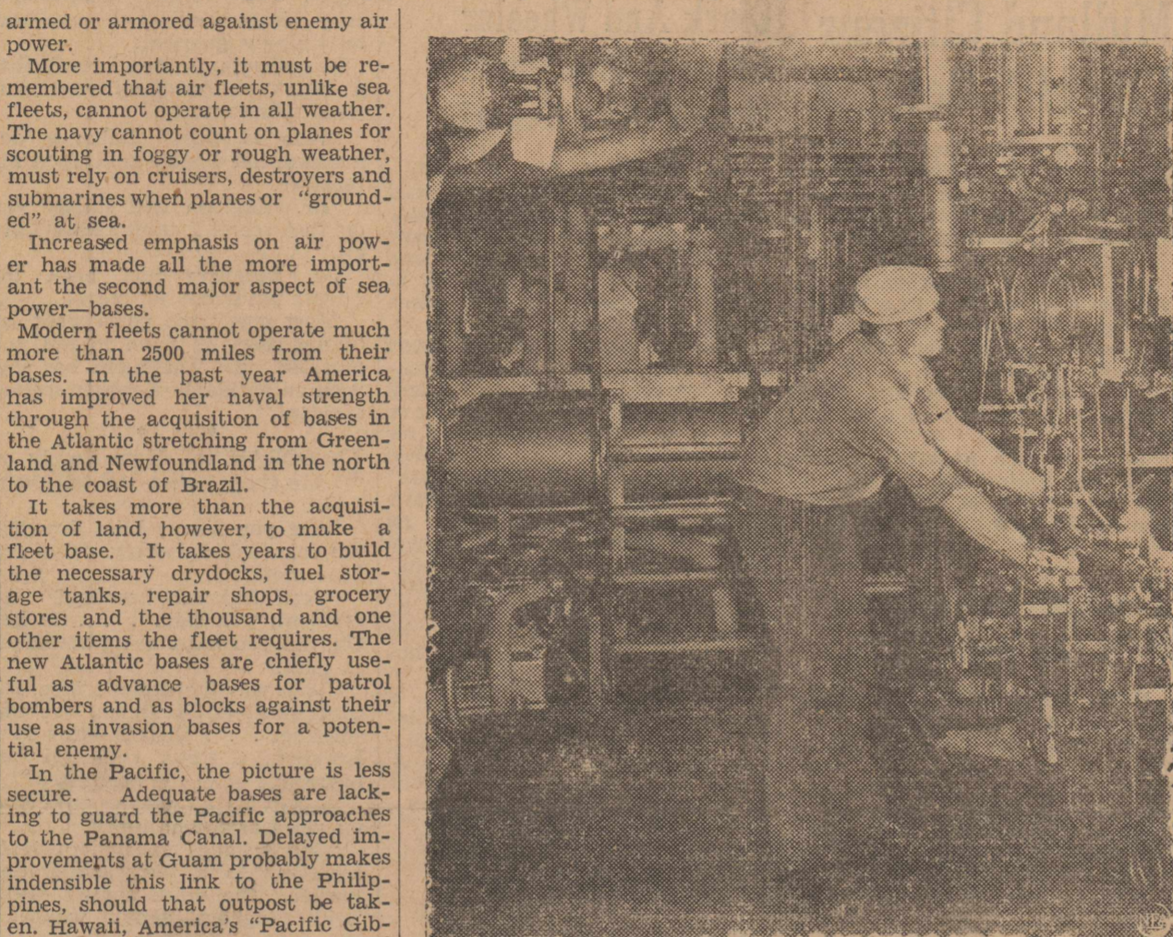 armed or armored against enemy air
power.
More importantly, it must be re-
membered that air fleets, unlike sea
fleets, cannot operate in all weather.
The navy cannot count on planes for
scouting in foggy or rough weather,
must rely on cruisers, destroyers and
submarines when planes or "ground-
ed" at sea.
Increased emphasis on air pow-
er has made all the more import-
ant the second major aspect of sea
power—bases.
Modern fleets cannot operate much
more than 2500 miles from their
bases. In the past year America
has improved her naval strength
through the acquisition of bases in
the Atlantic stretching from Green-
land and Newfoundland in the north
to the coast of Brazil.
It takes more than the acquisi-
tion of land, however, to make a
fleet base. It takes years to build
the necessary drydocks, fuel stor-
age tanks, repair shops, grocery
stores and the thousand and one
other items the fleet requires. The
new Atlantic bases are chiefly use-
ful as advance bases for patrol
bombers and as blocks against their
use as invasion bases for a poten-
tial enemy.
In the Pacific, the picture is less
secure. Adequate bases are lack-
ing to guard the Pacific approaches
to the Panama Canal. Delayed im-
provements at Guam probably makes
indensible this link to the Philip-
pines, should that outpost be tak-
en. Hawaii, America's "Pacific Gib-